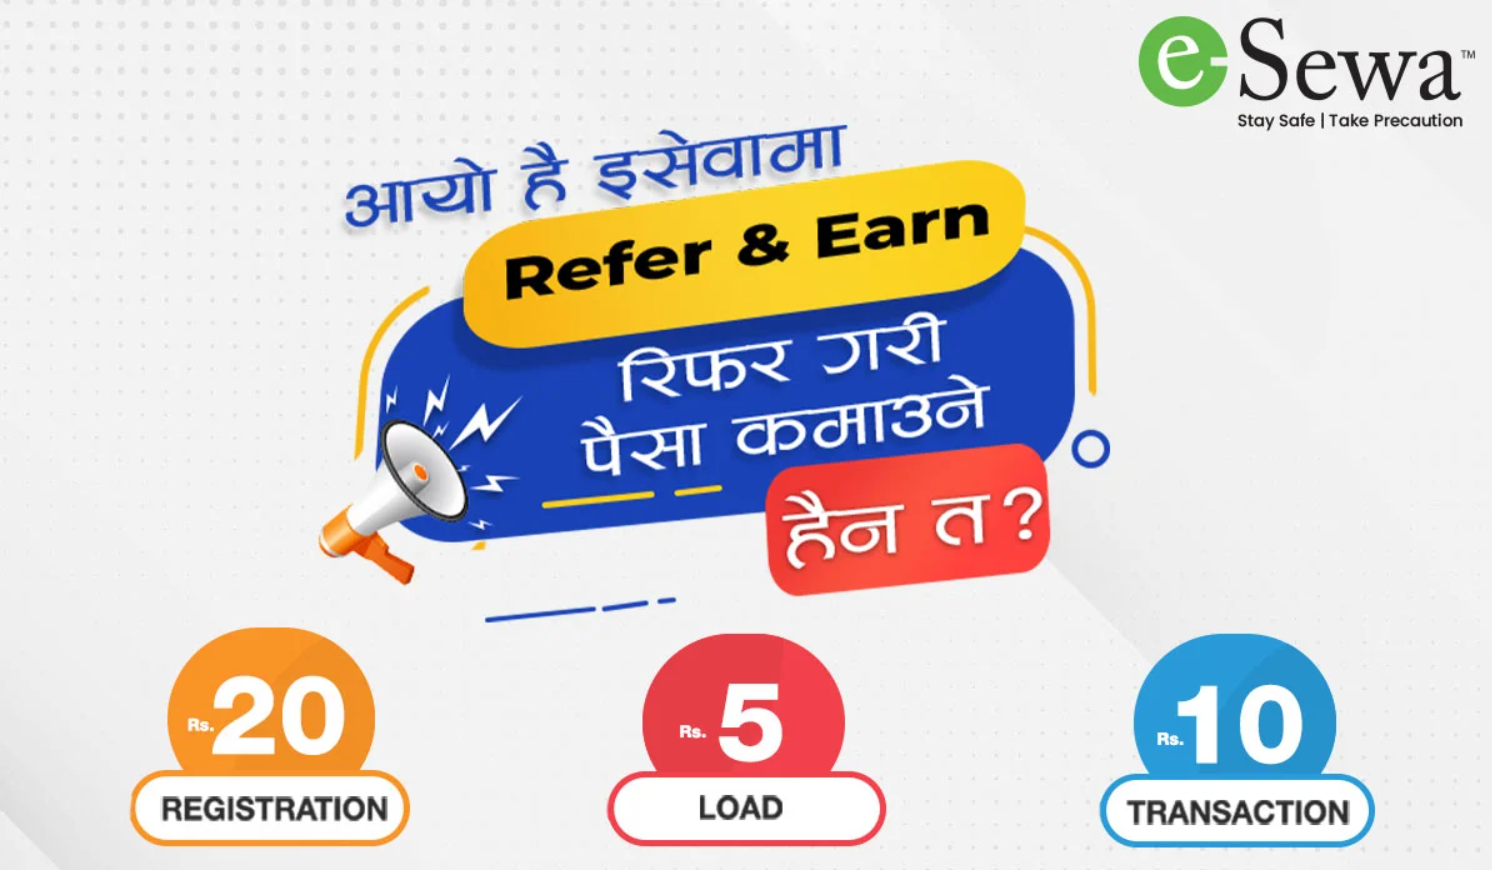 e-Sewa™
Stay Safe | Take Precaution
आयो है इसेवामा
Refer & Earn
रिफर गरी
पैसा कमाउने
हैन त?
Rs. 20
REGISTRATION
Rs. 5
LOAD
Rs. 10
TRANSACTION